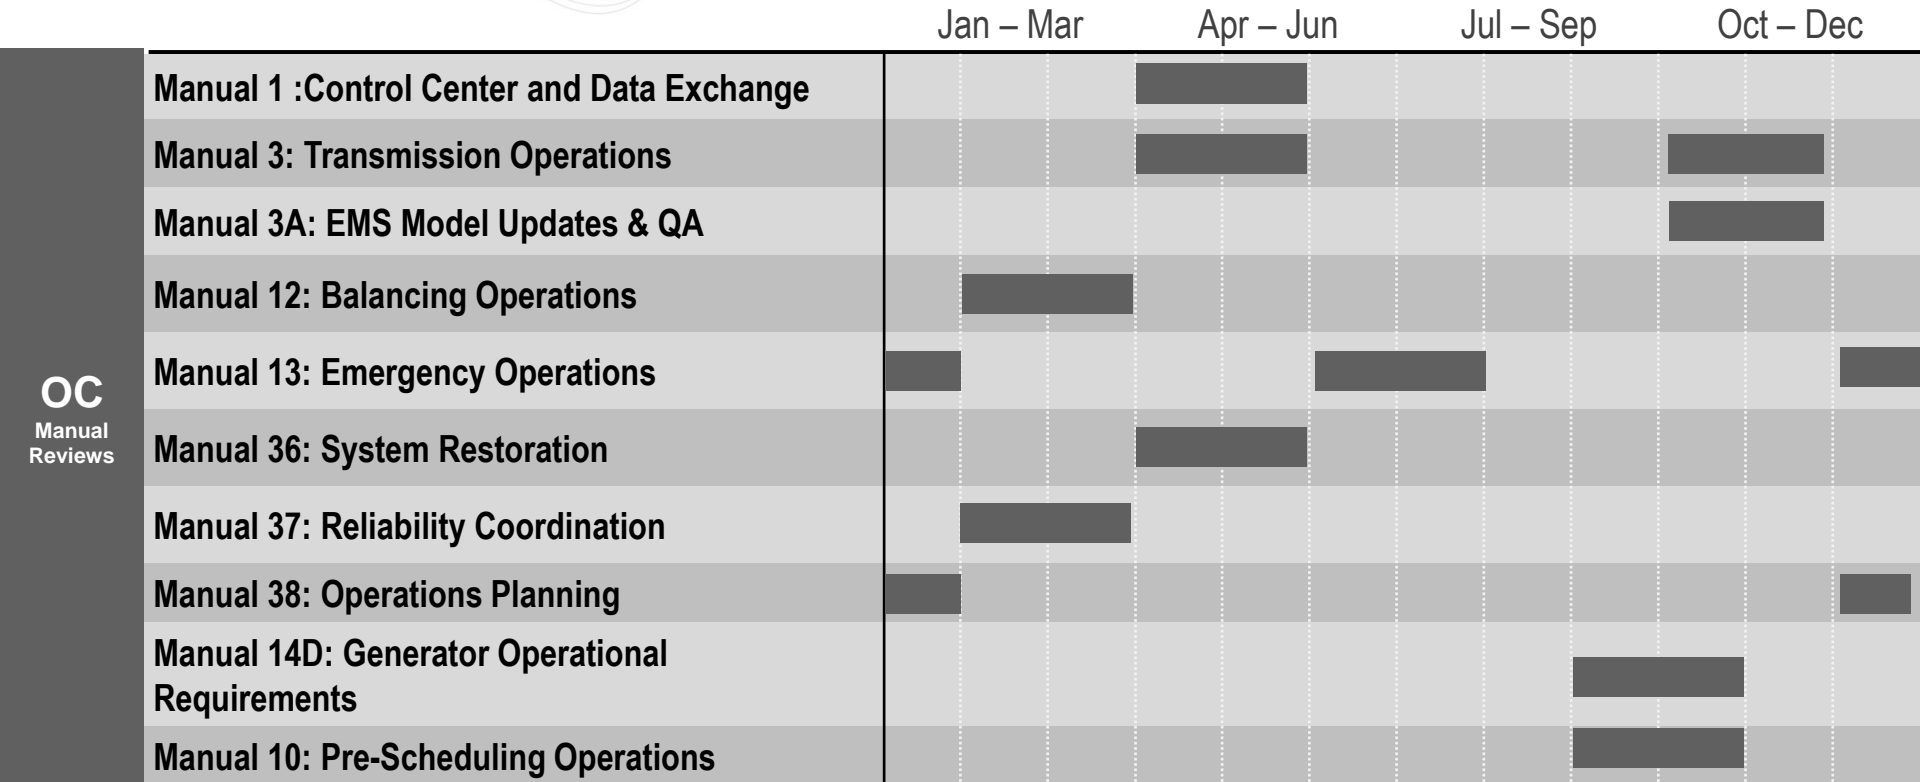 Jan – Mar Apr – Jun Jul – Sep Oct – Dec
Manual 1 :Control Center and Data Exchange
Manual 3: Transmission Operations
Manual 3A: EMS Model Updates & QA
Manual 12: Balancing Operations
Manual 13: Emergency Operations
OC
Manual
Reviews
Manual 36: System Restoration
Manual 37: Reliability Coordination
Manual 38: Operations Planning
Manual 14D: Generator Operational
Requirements
Manual 10: Pre-Scheduling Operations